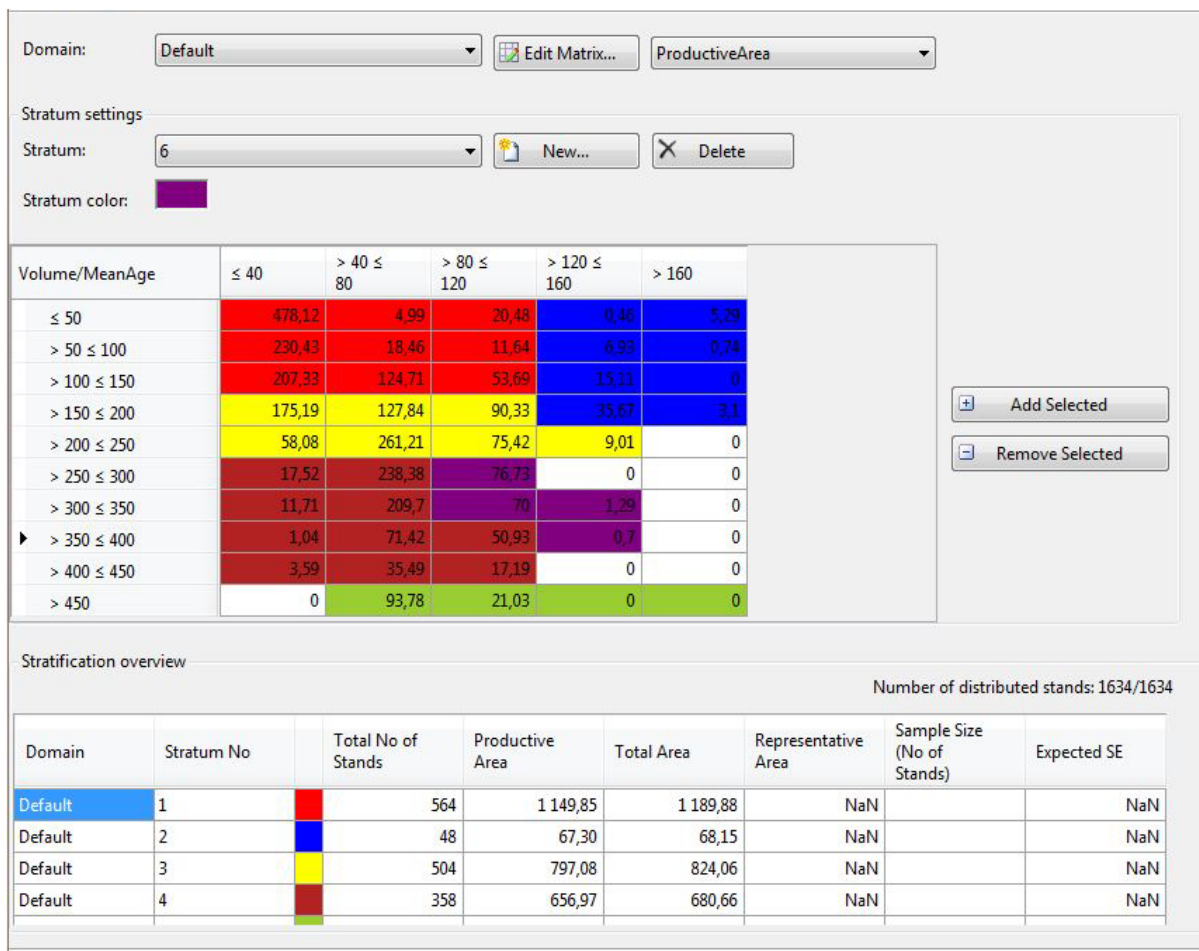 Domain: Default Edit Matrix... ProductiveArea
Stratum settings
Stratum: 6 New... Delete
Stratum color:
Volume/MeanAge ≤ 40 > 40 ≤ 80 > 80 ≤ 120 > 120 ≤ 160 > 160
≤ 50 478,12 4,99 20,48 0,46 5,29
> 50 ≤ 100 230,43 18,46 11,64 6,93 0,74
> 100 ≤ 150 207,33 124,71 53,69 15,11 0
> 150 ≤ 200 175,19 127,84 90,33 35,67 3,1
> 200 ≤ 250 58,08 261,21 75,42 9,01 0
> 250 ≤ 300 17,52 238,38 76,73 0 0
> 300 ≤ 350 11,71 209,7 70 1,29 0
> 350 ≤ 400 1,04 71,42 50,93 0,7 0
> 400 ≤ 450 3,59 35,49 17,19 0 0
> 450 0 93,78 21,03 0 0
Add Selected
Remove Selected
Stratification overview
Number of distributed stands: 1634/1634
Domain Stratum No Total No of Stands Productive Area Total Area Representative Area Sample Size (No of Stands) Expected SE
Default 1 564 1 149,85 1 189,88 NaN NaN
Default 2 48 67,30 68,15 NaN NaN
Default 3 504 797,08 824,06 NaN NaN
Default 4 358 656,97 680,66 NaN NaN